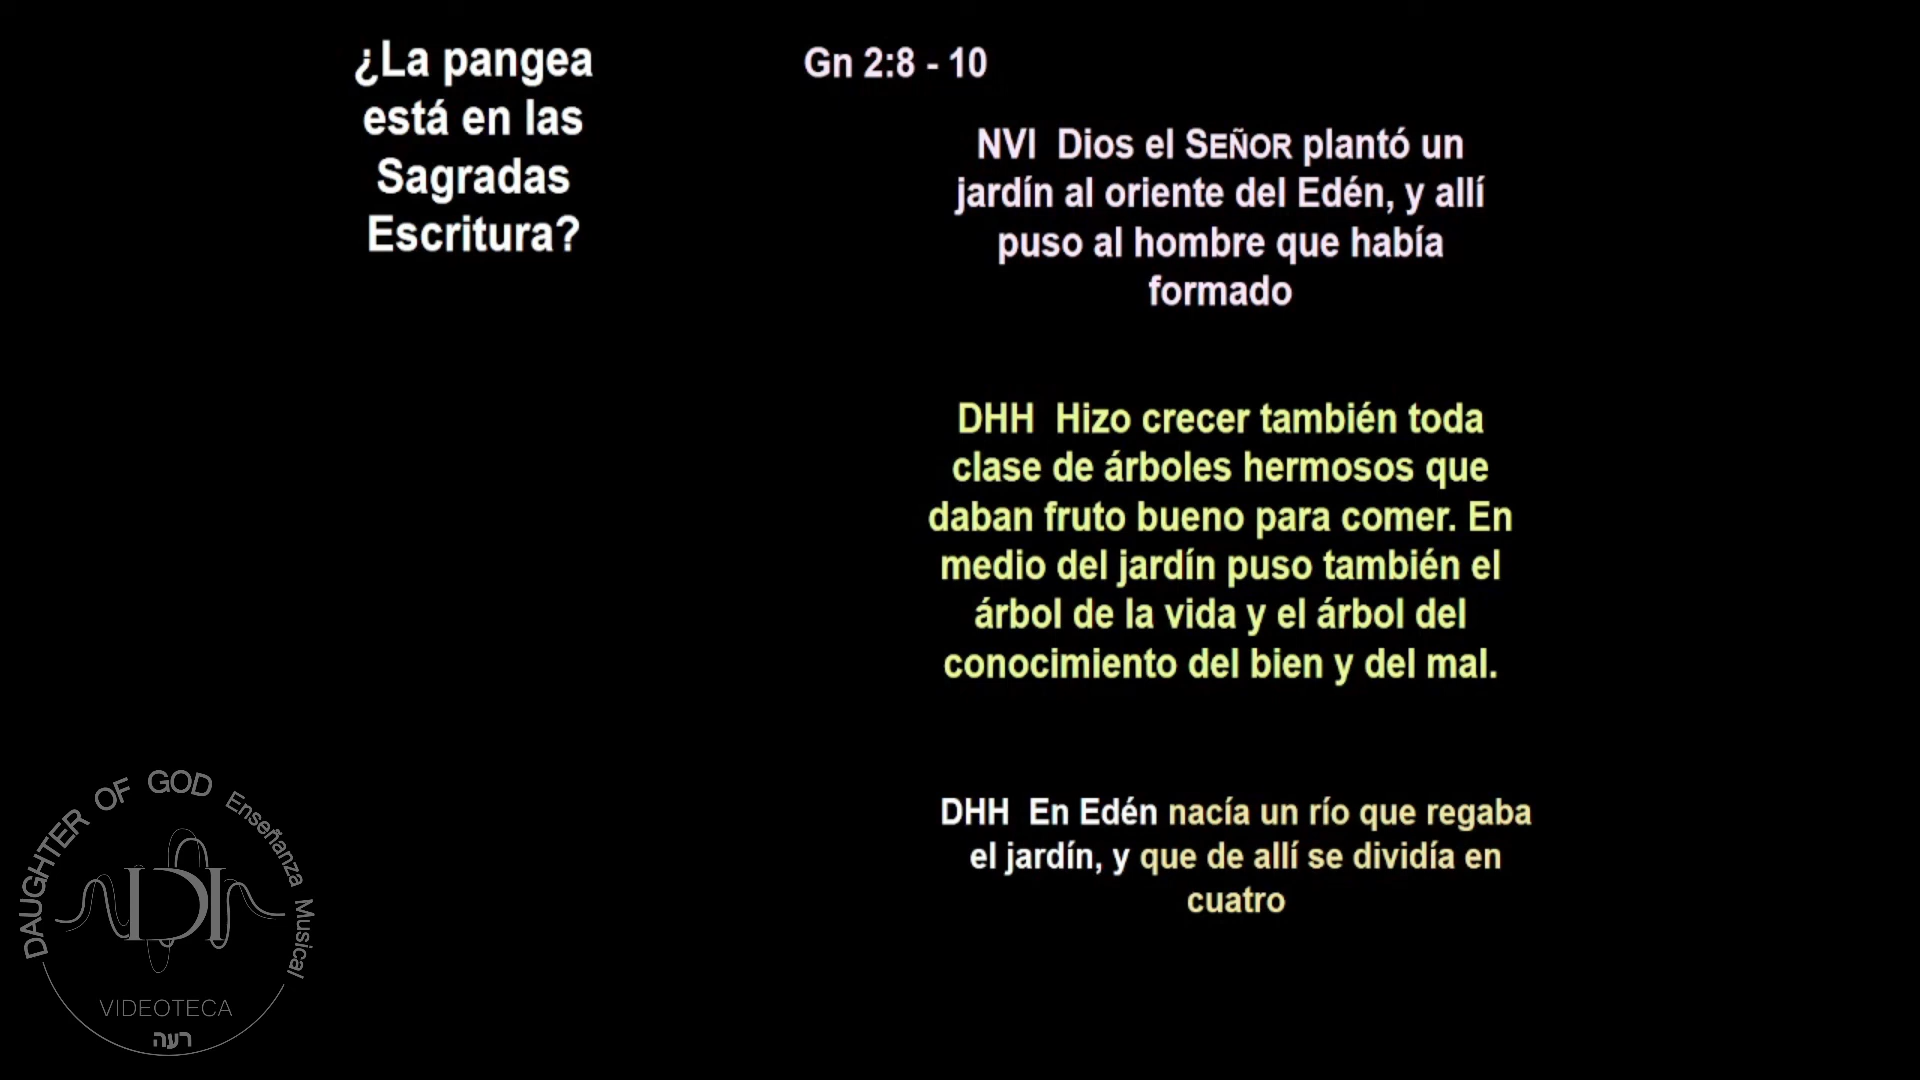 ¿La pangea
está en las
Sagradas
Escritura?
Gn 2:8 - 10
NVI Dios el SEÑOR plantó un
jardín al oriente del Edén, y allí
puso al hombre que había
formado
DHH Hizo crecer también toda
clase de árboles hermosos que
daban fruto bueno para comer. En
medio del jardín puso también el
árbol de la vida y el árbol del
conocimiento del bien y del mal.
DHH En Edén nacía un río que regaba
el jardín, y que de allí se dividía en
cuatro
DAUGHTER OF GOD Enseñanza Musical
VIDEOTECA
רעה